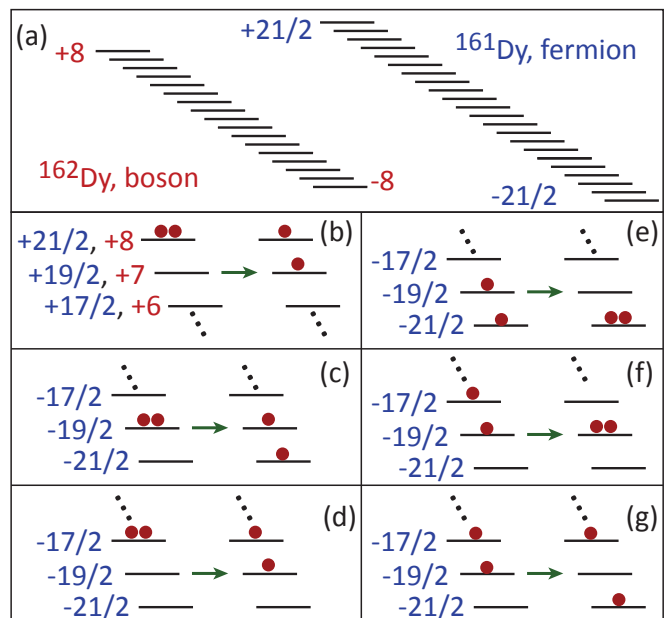 (a)
+8
+21/2
¹⁶¹Dy, fermion
¹⁶²Dy, boson
-8
-21/2
(b)
+21/2, +8
+19/2, +7
+17/2, +6
(e)
-17/2
-19/2
-21/2
(c)
-17/2
-19/2
-21/2
(f)
-17/2
-19/2
-21/2
(d)
-17/2
-19/2
-21/2
(g)
-17/2
-19/2
-21/2